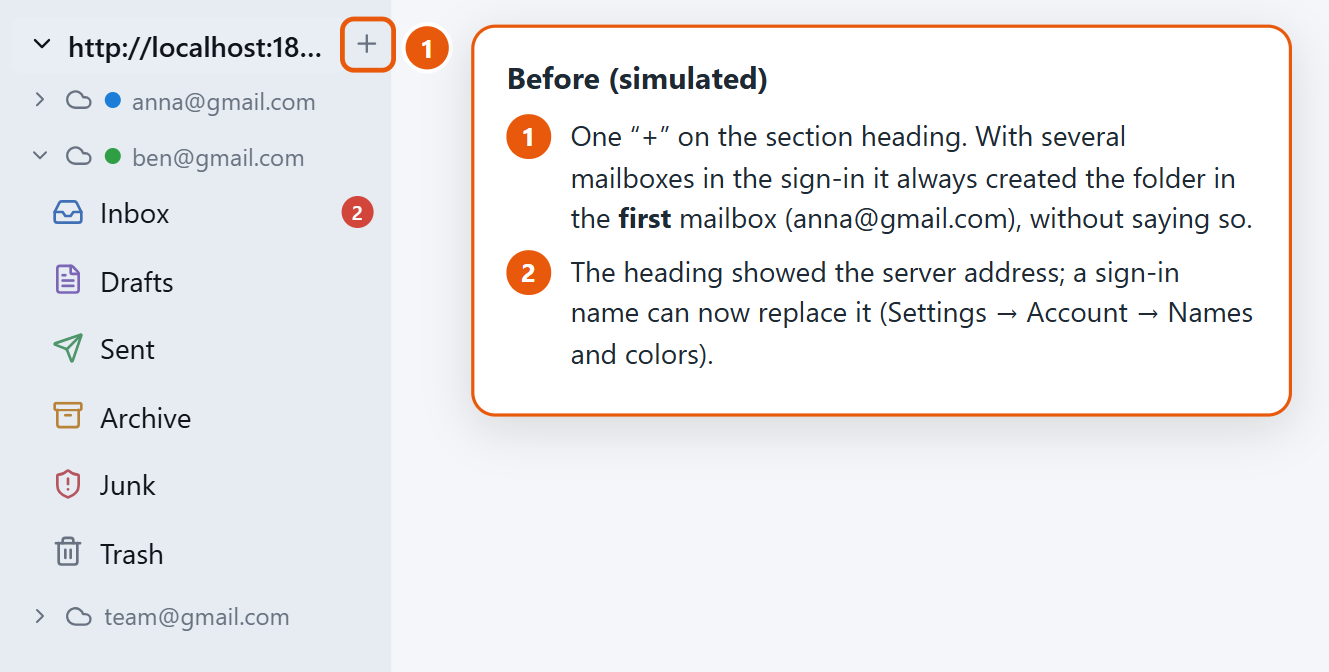 http://localhost:18...
1
anna@gmail.com
ben@gmail.com
Inbox
2
Drafts
Sent
Archive
Junk
Trash
team@gmail.com
Before (simulated)
1
One “+” on the section heading. With several
mailboxes in the sign-in it always created the folder in
the first mailbox (anna@gmail.com), without saying so.
2
The heading showed the server address; a sign-in
name can now replace it (Settings → Account → Names
and colors).